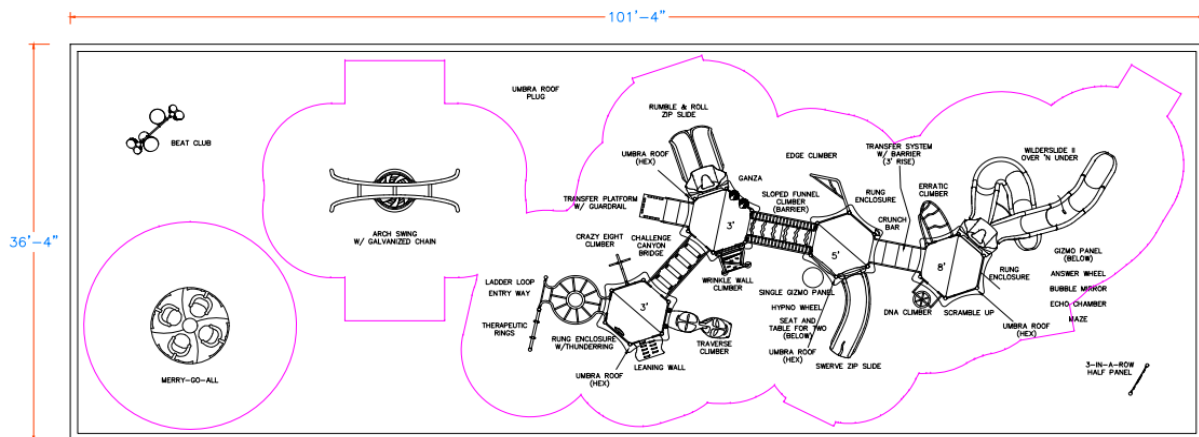 101'-4"
36'-4"
BEAT CLUB
UMBRA ROOF
PLUG
ARCH SWING
W/ GALVANIZED CHAIN
MERRY-GO-ALL
RUMBLE & ROLL
ZIP SLIDE
UMBRA ROOF
(HEX)
GANZA
TRANSFER PLATFORM
W/ GUARDRAIL
CRAZY EIGHT
CLIMBER
CHALLENGE
CANYON
BRIDGE
3'
SLOPED FUNNEL
CLIMBER
(BARRIER)
WRINKLE WALL
CLIMBER
LADDER LOOP
ENTRY WAY
THERAPEUTIC
RINGS
3'
RUNG ENCLOSURE
W/THUNDERRING
UMBRA ROOF
(HEX)
LEANING WALL
TRAVERSE
CLIMBER
EDGE CLIMBER
RUNG
ENCLOSURE
5'
SINGLE GIZMO PANEL
HYPNO WHEEL
SEAT AND
TABLE FOR TWO
(BELOW)
UMBRA ROOF
(HEX)
SWERVE ZIP SLIDE
TRANSFER SYSTEM
W/ BARRIER
(3' RISE)
CRUNCH
BAR
ERRATIC
CLIMBER
8'
DNA CLIMBER
SCRAMBLE UP
WILDERSLIDE II
OVER 'N UNDER
RUNG
ENCLOSURE
GIZMO PANEL
(BELOW)
ANSWER WHEEL
BUBBLE MIRROR
ECHO CHAMBER
MAZE
UMBRA ROOF
(HEX)
3-IN-A-ROW
HALF PANEL